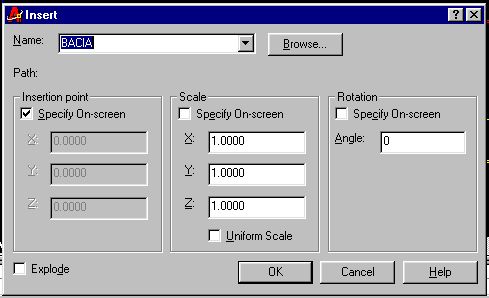 Insert
Name: BACIA Browse...
Path:
Insertion point
Specify On-screen
X: 0.0000
Y: 0.0000
Z: 0.0000
Scale
Specify On-screen
X: 1.0000
Y: 1.0000
Z: 1.0000
Uniform Scale
Rotation
Specify On-screen
Angle: 0
Explode
OK Cancel Help